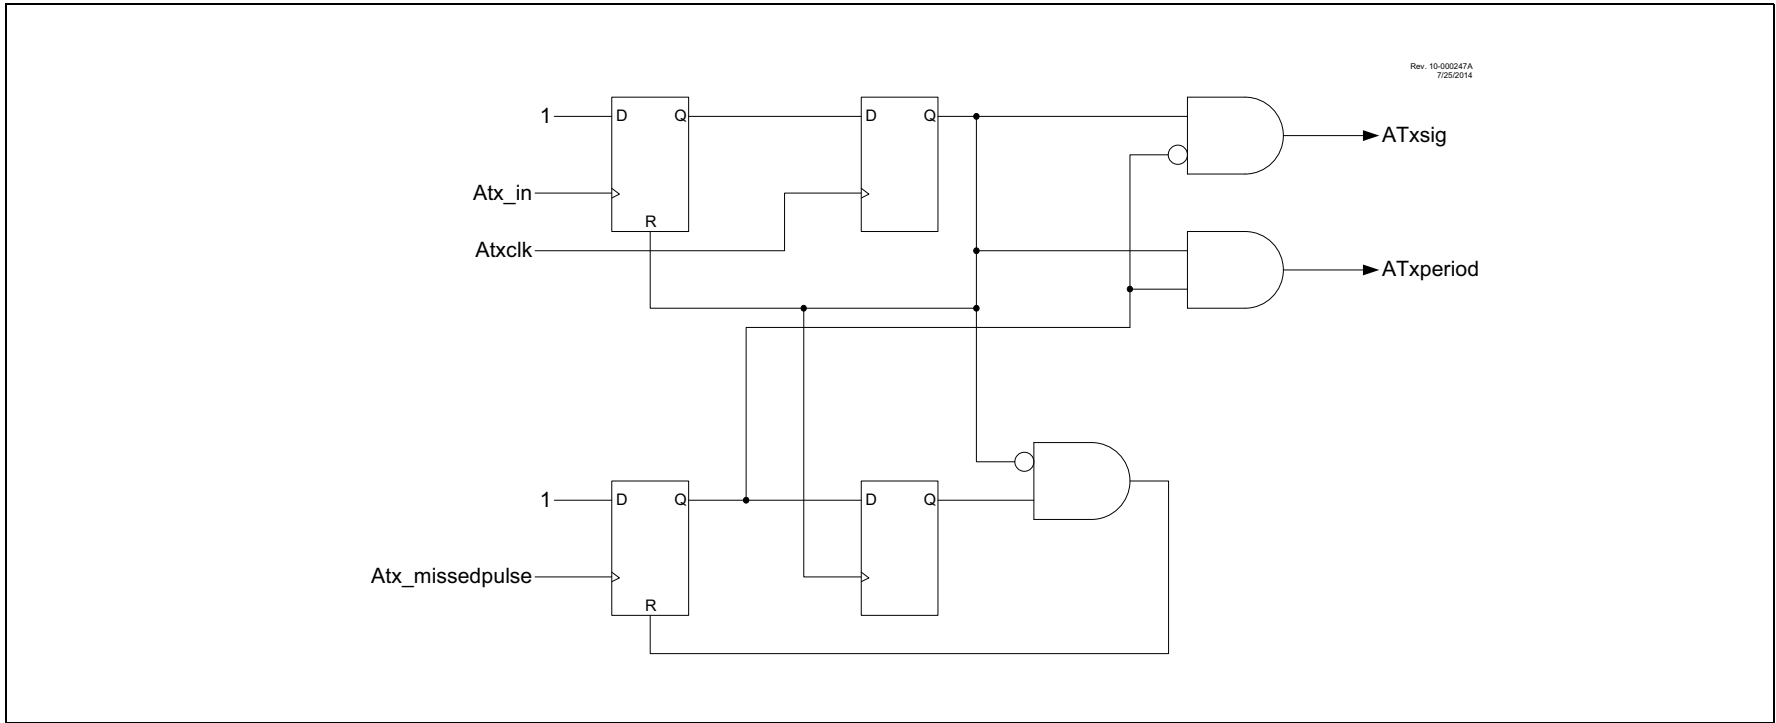 Rev. 10-000247A
7/25/2014
1
D
Q
D
Q
ATxsig
Atx_in
R
Atxclk
ATxperiod
1
D
Q
D
Q
Atx_missedpulse
R